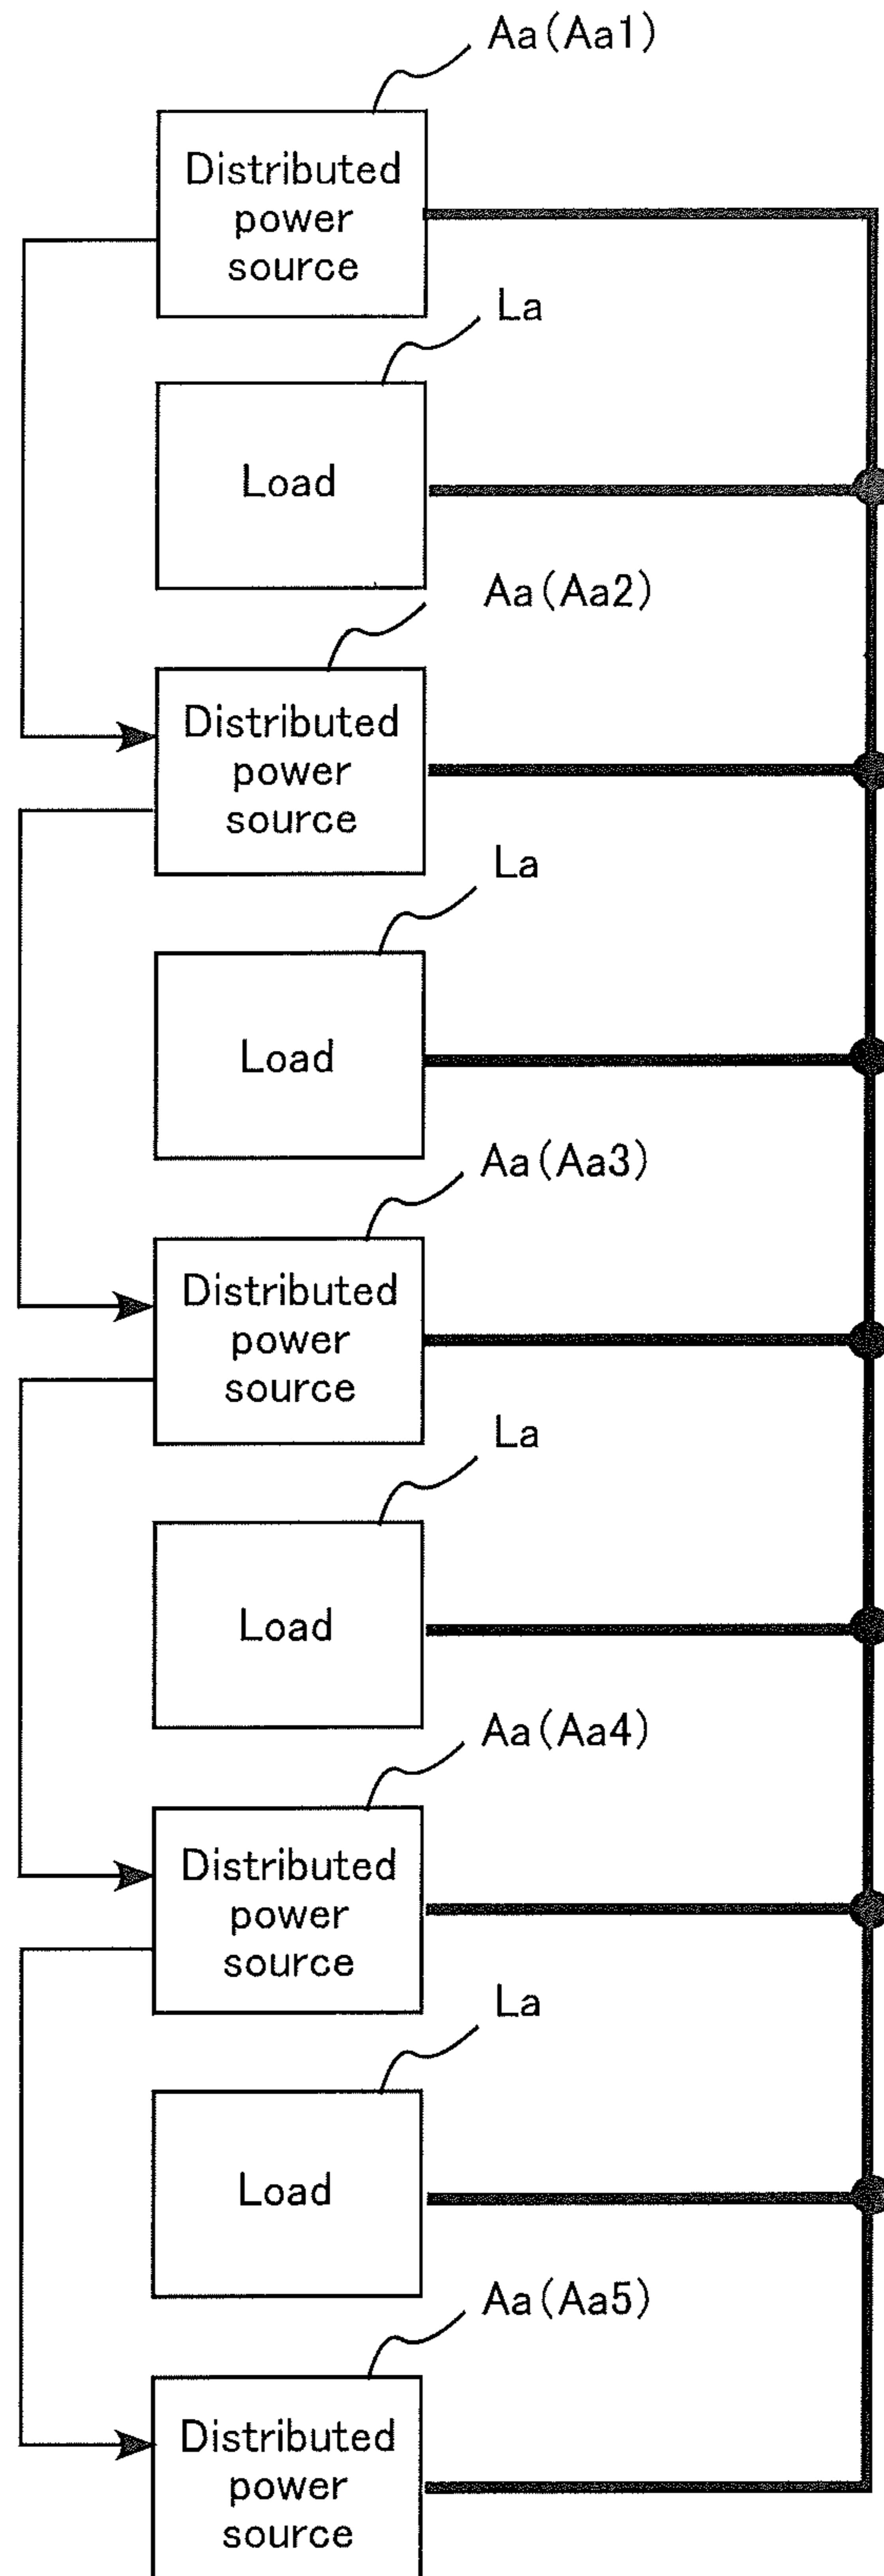 Aa(Aa1)
Distributed
power
source
La
Load
Aa(Aa2)
Distributed
power
source
La
Load
Aa(Aa3)
Distributed
power
source
La
Load
Aa(Aa4)
Distributed
power
source
La
Load
Aa(Aa5)
Distributed
power
source